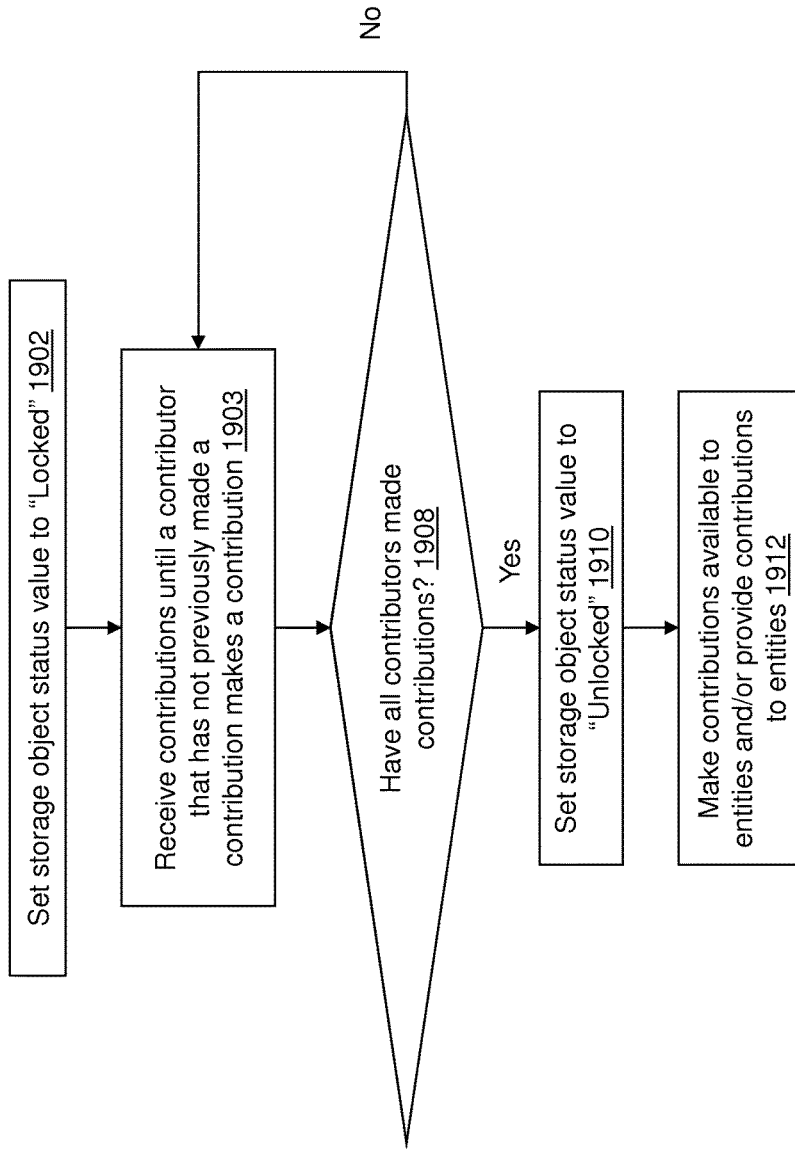 Set storage object status value to “Locked” 1902
Receive contributions until a contributor
that has not previously made a
contribution makes a contribution 1903
No
Have all contributors made
contributions? 1908
Yes
Set storage object status value to
“Unlocked” 1910
Make contributions available to
entities and/or provide contributions
to entities 1912